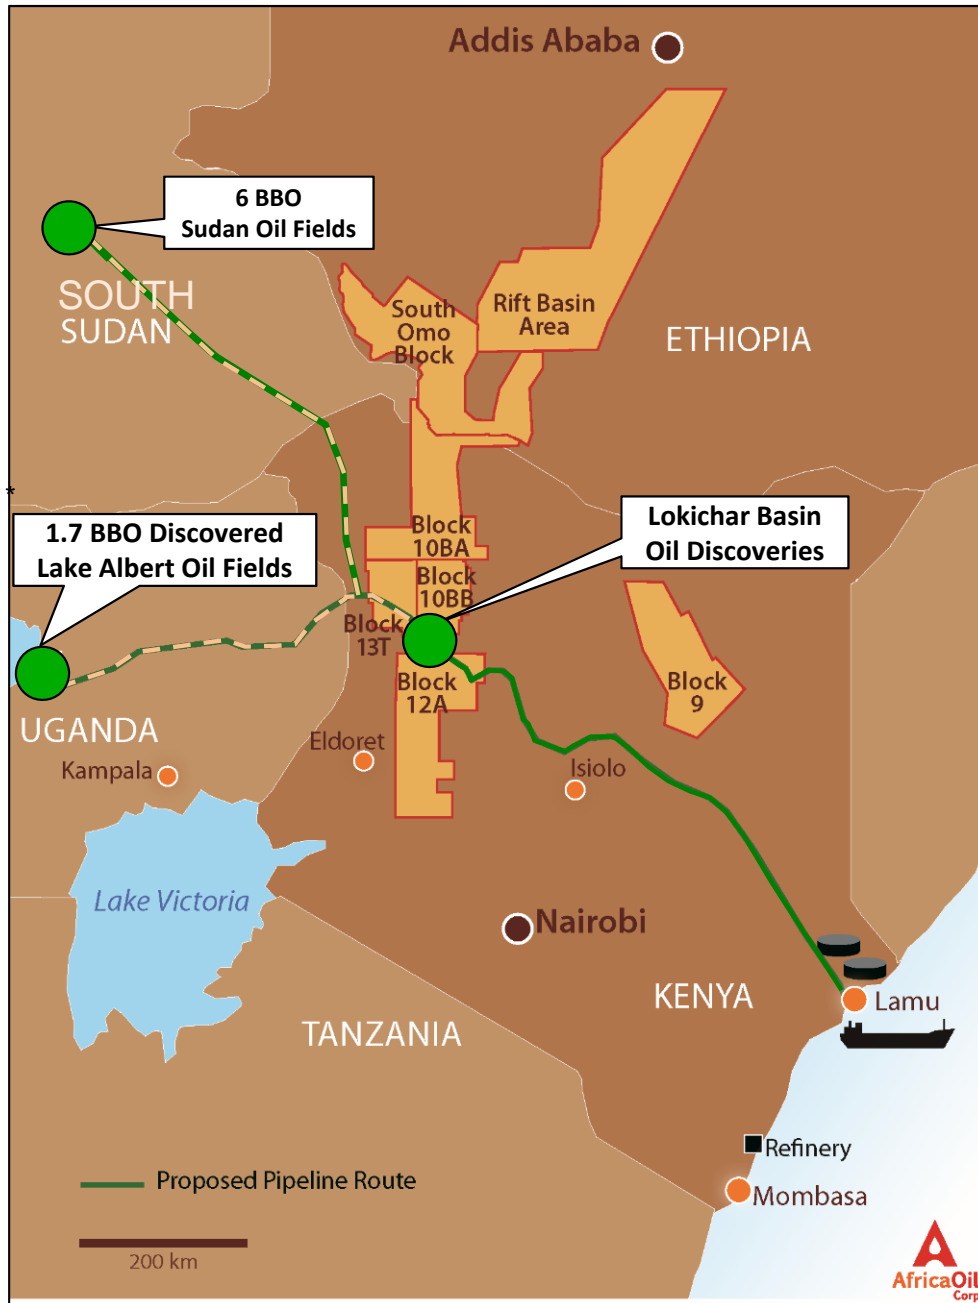 Addis Ababa
6 BBO
Sudan Oil Fields
SOUTH
SUDAN
South
Omo
Block
Rift Basin
Area
ETHIOPIA
*
1.7 BBO Discovered
Lake Albert Oil Fields
Lokichar Basin
Oil Discoveries
Block
10BA
Block
10BB
Block
13T
Block
12A
Block
9
UGANDA
Kampala
Eldoret
Isiolo
Lake Victoria
Nairobi
KENYA
Lamu
TANZANIA
Refinery
Mombasa
Proposed Pipeline Route
200 km
AfricaOil
Corp